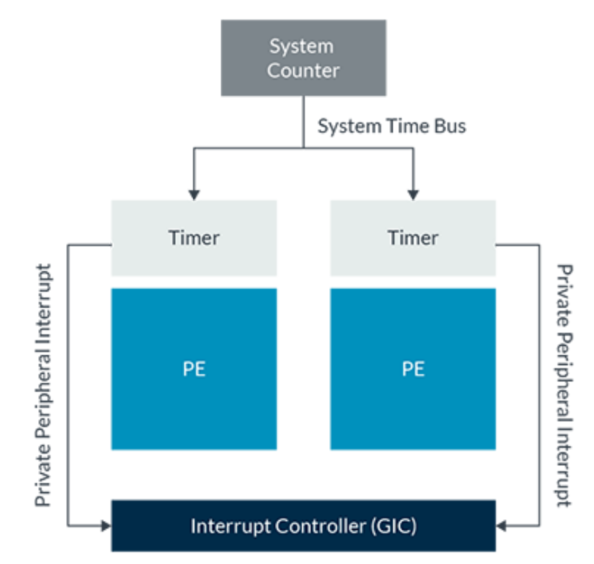 System
Counter
System Time Bus
Timer
Timer
Private Peripheral Interrupt
Private Peripheral Interrupt
PE
PE
Interrupt Controller (GIC)